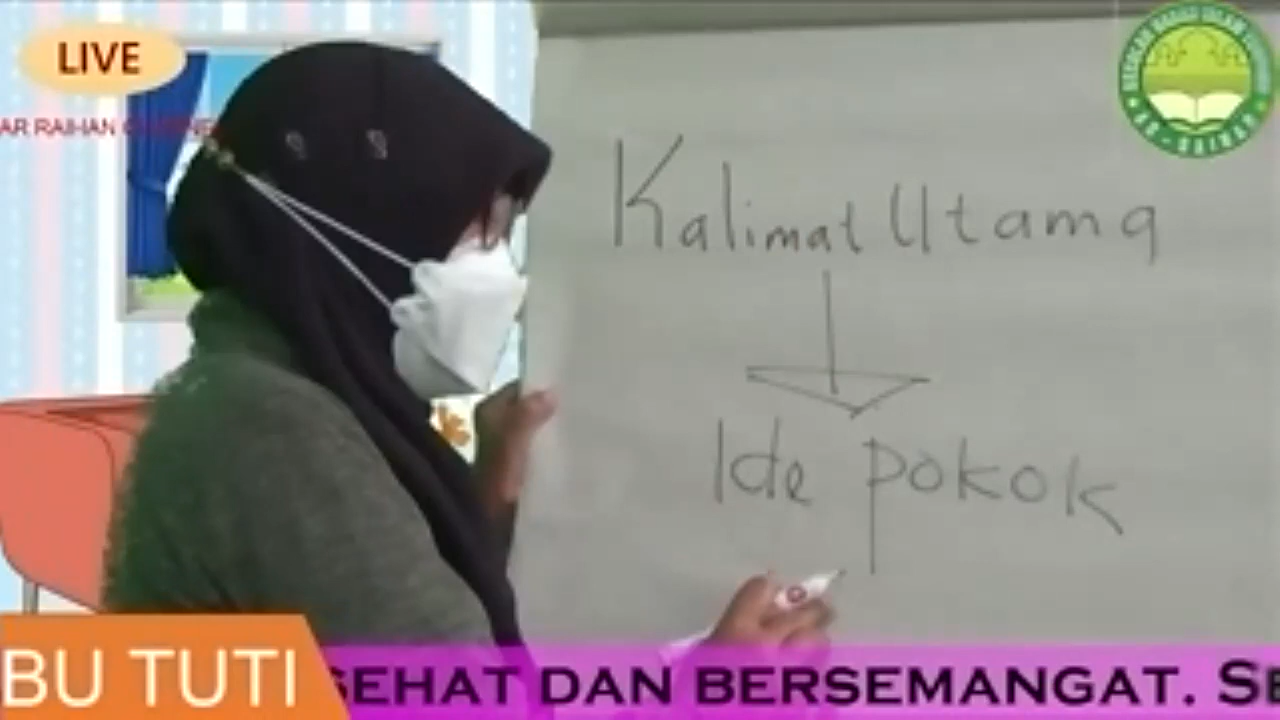 LIVE
AR RAIHAN
Kalimat Utama
Ide pokok
BU TUTI
SEHAT DAN BERSEMANGAT. SE